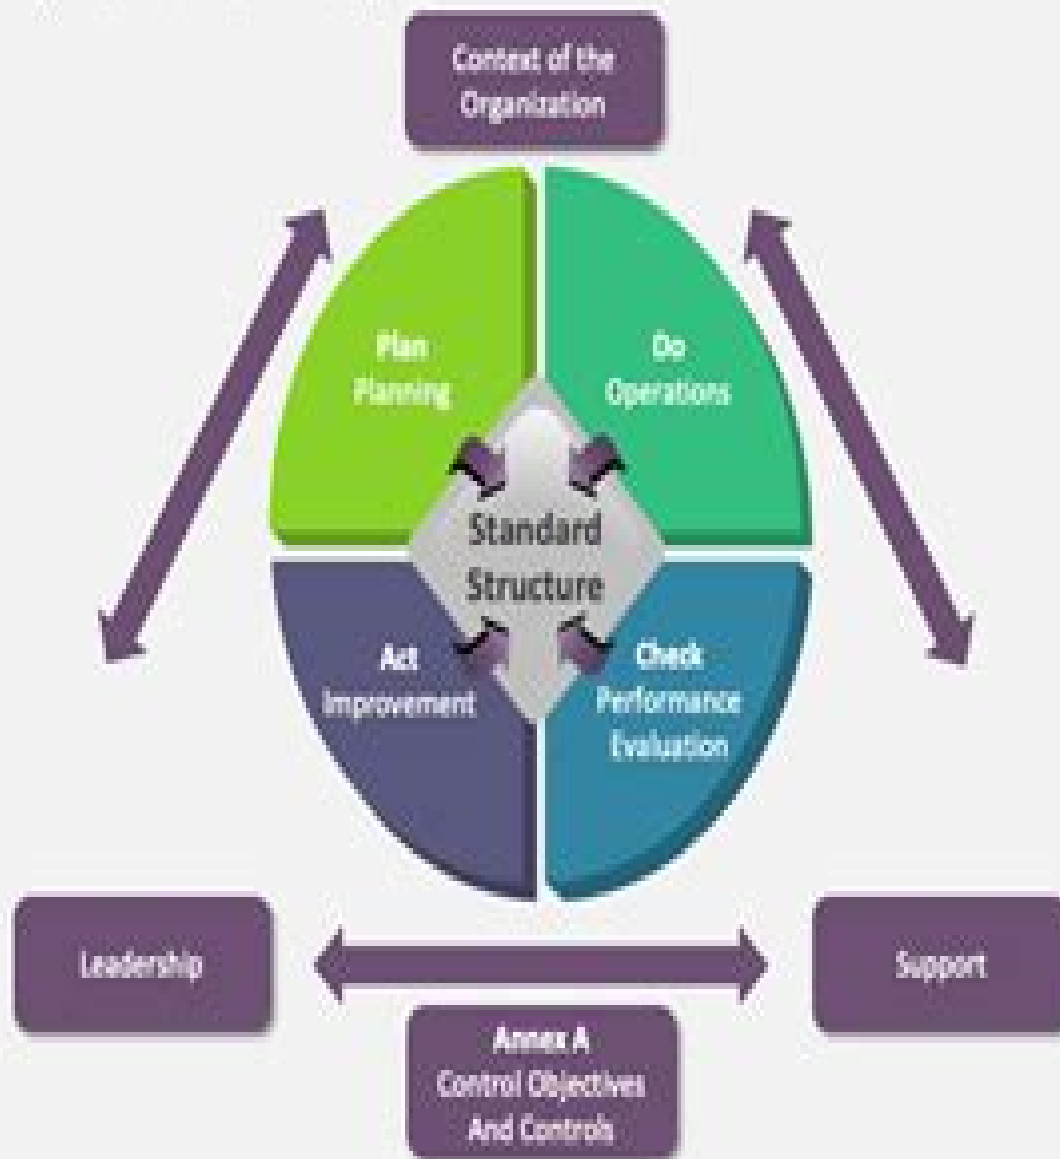 Context of the
Organization
Plan
Planning
Do
Operations
Standard
Structure
Act
Improvement
Check
Performance
Evaluation
Leadership
Support
Annex A
Control Objectives
And Controls